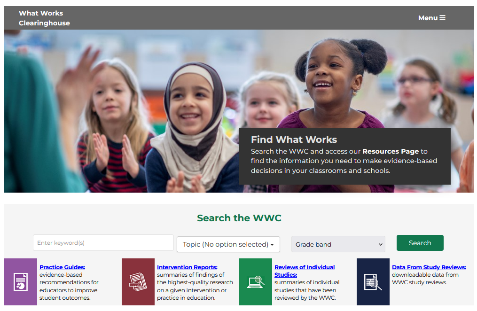 What Works
Clearinghouse
Menu ☰
Find What Works
Search the WWC and access our Resources Page to
find the information you need to make evidence-based
decisions in your classrooms and schools.
Search the WWC
Enter keyword(s)
Topic (No option selected)
Grade band
Search
Practice Guides:
evidence-based
recommendations for
educators to improve
student outcomes.
Intervention Reports:
summaries of findings of
the highest-quality research
on a given intervention or
practice in education.
Reviews of Individual
Studies:
summaries of individual
studies that have been
reviewed by the WWC.
Data From Study Reviews:
downloadable data from
WWC study reviews